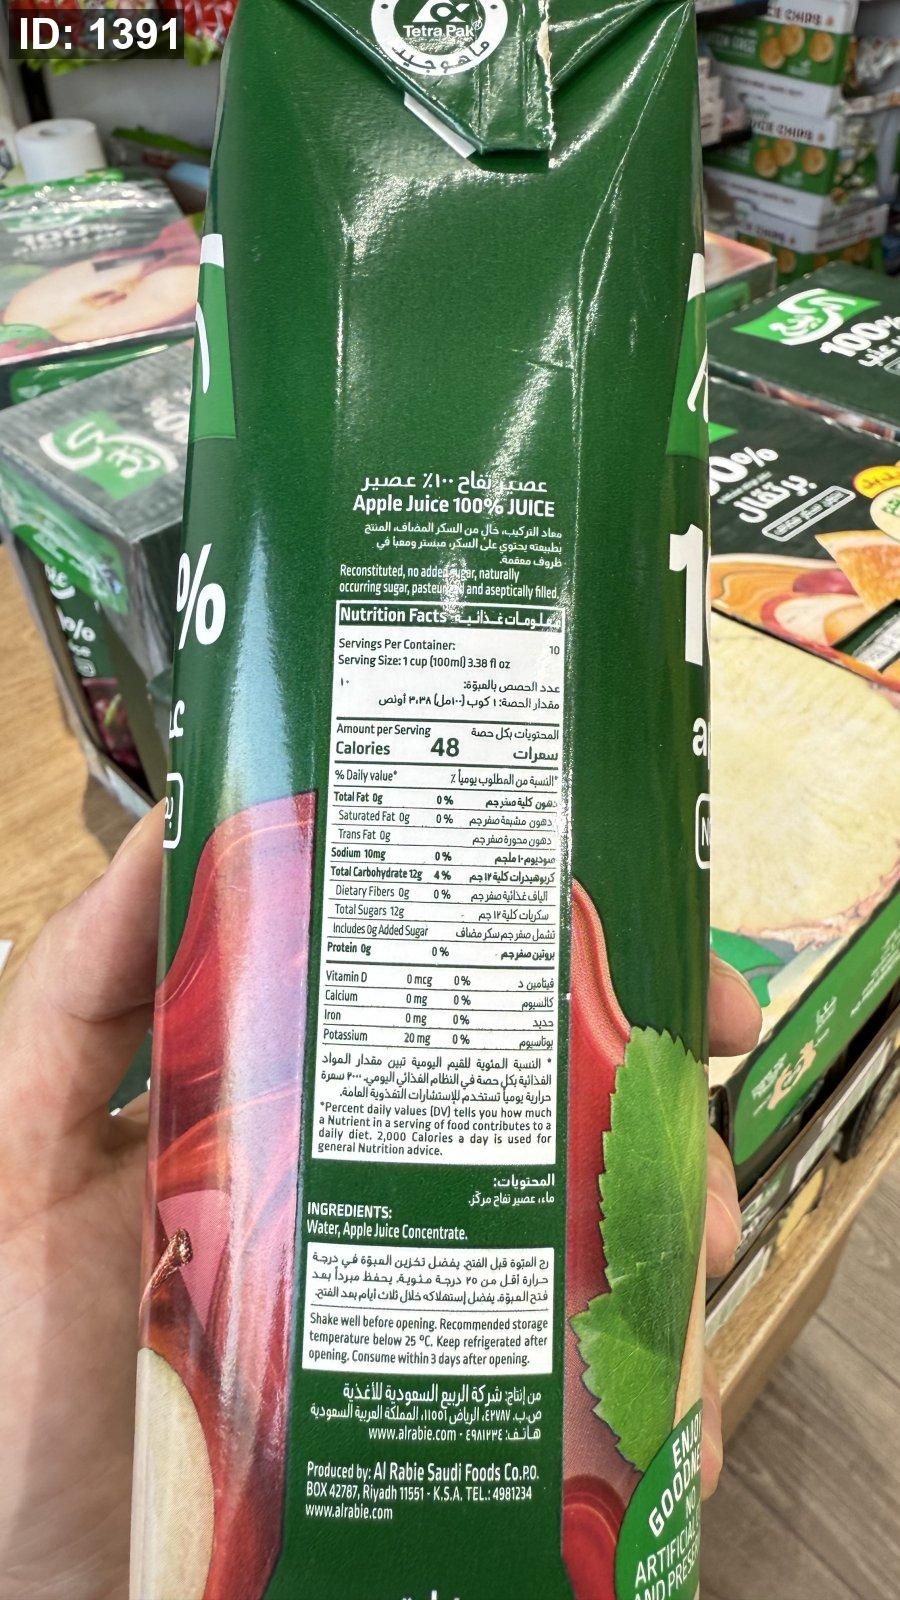 ID: 1391
Tetra Pak®
عصير تفاح ١٠٠٪ عصير
Apple Juice 100% JUICE
معاد التركيب، خالٍ من السكر المضاف، المنتج
بطبيعته يحتوي على السكر، مبستر ومعبأ في
ظروف معقمة.
Reconstituted, no added sugar, naturally
occurring sugar, pasteurized and aseptically filled.
Nutrition Facts معلومات غذائية
Servings Per Container: 10
Serving Size: 1 cup (100ml) 3.38 fl oz
عدد الحصص بالعبوّة: ١٠
مقدار الحصة: ١ كوب (١٠٠مل) ٣،٣٨ أونص
Amount per Serving المحتويات بكل حصة
Calories 48 سعرات
% Daily value* *النسبة من المطلوب يومياً ٪
Total Fat 0g 0% دهون كلية صفر جم
Saturated Fat 0g 0% دهون مشبعة صفر جم
Trans Fat 0g دهون محورة صفر جم
Sodium 10mg 0% صوديوم ١٠ ملجم
Total Carbohydrate 12g 4% كربوهيدرات كلية ١٢ جم
Dietary Fibers 0g 0% الياف غذائية صفر جم
Total Sugars 12g - سكريات كلية ١٢ جم
Includes 0g Added Sugar تشمل صفر جم سكر مضاف
Protein 0g 0% بروتين صفر جم
Vitamin D 0 mcg 0% فيتامين د
Calcium 0 mg 0% كالسيوم
Iron 0 mg 0% حديد
Potassium 20 mg 0% بوتاسيوم
* النسبة المئوية للقيم اليومية تبين مقدار المواد
الغذائية بكل حصة في النظام الغذائي اليومي. ٢٠٠٠ سعرة
حرارية يومياً تستخدم للإستشارات التغذوية العامة.
*Percent daily values (DV) tells you how much
a Nutrient in a serving of food contributes to a
daily diet. 2,000 Calories a day is used for
general Nutrition advice.
المحتويات:
ماء، عصير تفاح مركّز.
INGREDIENTS:
Water, Apple Juice Concentrate.
رج العبّوة قبل الفتح. يفضل تخزين العبوّة في درجة
حرارة أقل من ٢٥ درجة مئوية. يحفظ مبرداً بعد
فتح العبوّة. يفضل إستهلاكه خلال ثلاث أيام بعد الفتح.
Shake well before opening. Recommended storage
temperature below 25 °C. Keep refrigerated after
opening. Consume within 3 days after opening.
من إنتاج: شركة الربيع السعودية للأغذية
ص.ب. ٤٢٧٨٧، الرياض ١١٥٥١، المملكة العربية السعودية
هاتف: ٤٩٨١٢٣٤ - www.alrabie.com
Produced by: Al Rabie Saudi Foods Co.P.O.
BOX 42787, Riyadh 11551 - K.S.A. TEL.: 4981234
www.alrabie.com
ENJOY
NO
100%
برتقال
الربيع